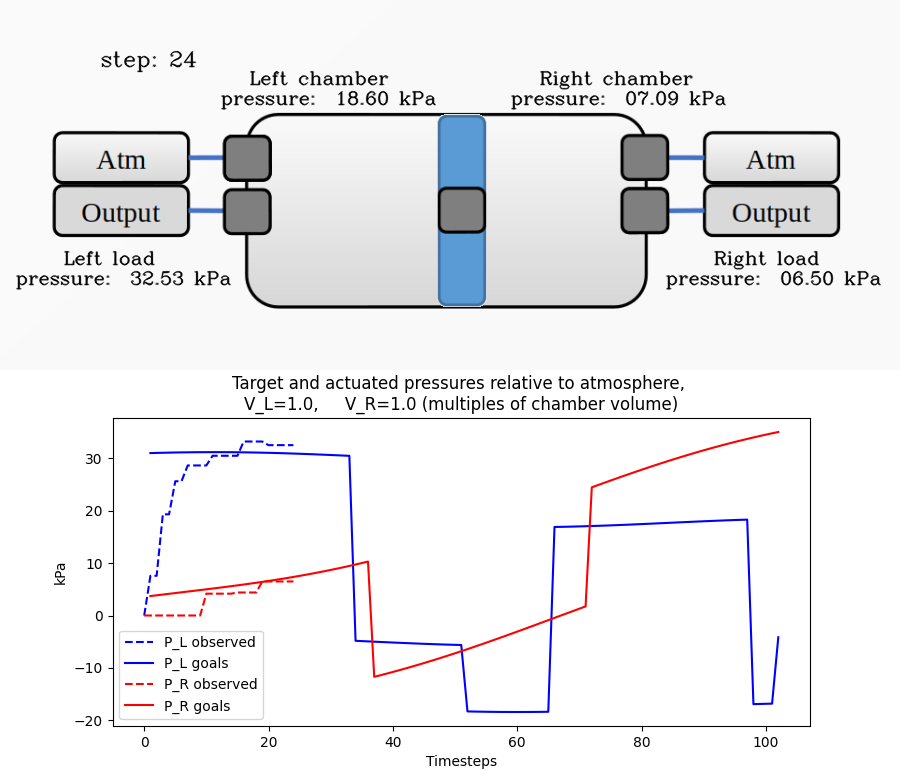 step: 24
Left chamber
pressure: 18.60 kPa
Right chamber
pressure: 07.09 kPa
Atm
Atm
Output
Output
Left load
pressure: 32.53 kPa
Right load
pressure: 06.50 kPa
Target and actuated pressures relative to atmosphere,
V_L=1.0, V_R=1.0 (multiples of chamber volume)
kPa
30
20
10
0
−10
−20
P_L observed
P_L goals
P_R observed
P_R goals
0 20 40 60 80 100
Timesteps